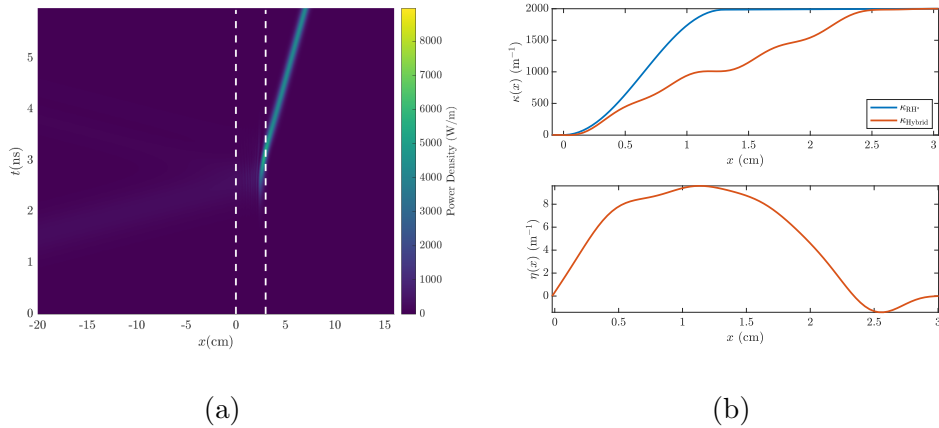 5
4
3
2
1
0
t(ns)
-20 -15 -10 -5 0 5 10 15
x(cm)
8000
7000
6000
5000
4000
3000
2000
1000
0
Power Density (W/m)
2000
1500
1000
500
0
κ(x) (m⁻¹)
κRH*
κHybrid
0 0.5 1 1.5 2 2.5 3
x (cm)
8
6
4
2
0
η(x) (m⁻¹)
0 0.5 1 1.5 2 2.5 3
x (cm)
(a) (b)